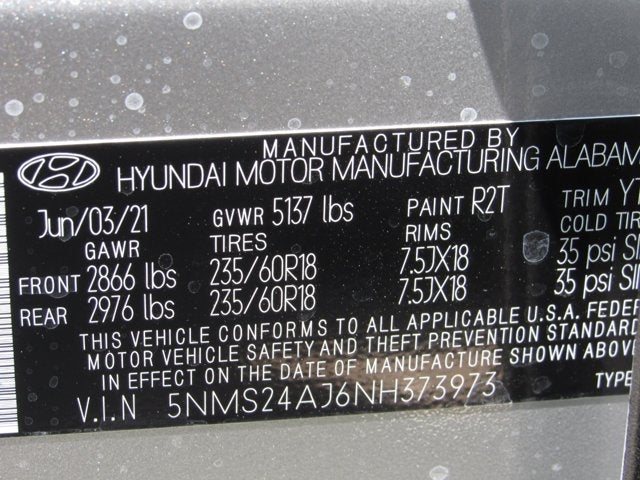 MANUFACTURED BY
HYUNDAI MOTOR MANUFACTURING ALABAM
Jun/03/21 GVWR 5137 lbs PAINT R2T TRIM YT
GAWR TIRES RIMS COLD TIR
FRONT 2866 lbs 235/60R18 7.5JX18 35 psi SI
REAR 2976 lbs 235/60R18 7.5JX18 35 psi SI
THIS VEHICLE CONFORMS TO ALL APPLICABLE U.S.A. FEDER
MOTOR VEHICLE SAFETY AND THEFT PREVENTION STANDARD
IN EFFECT ON THE DATE OF MANUFACTURE SHOWN ABOVE
V.I.N 5NMS24AJ6NH373973 TYPE